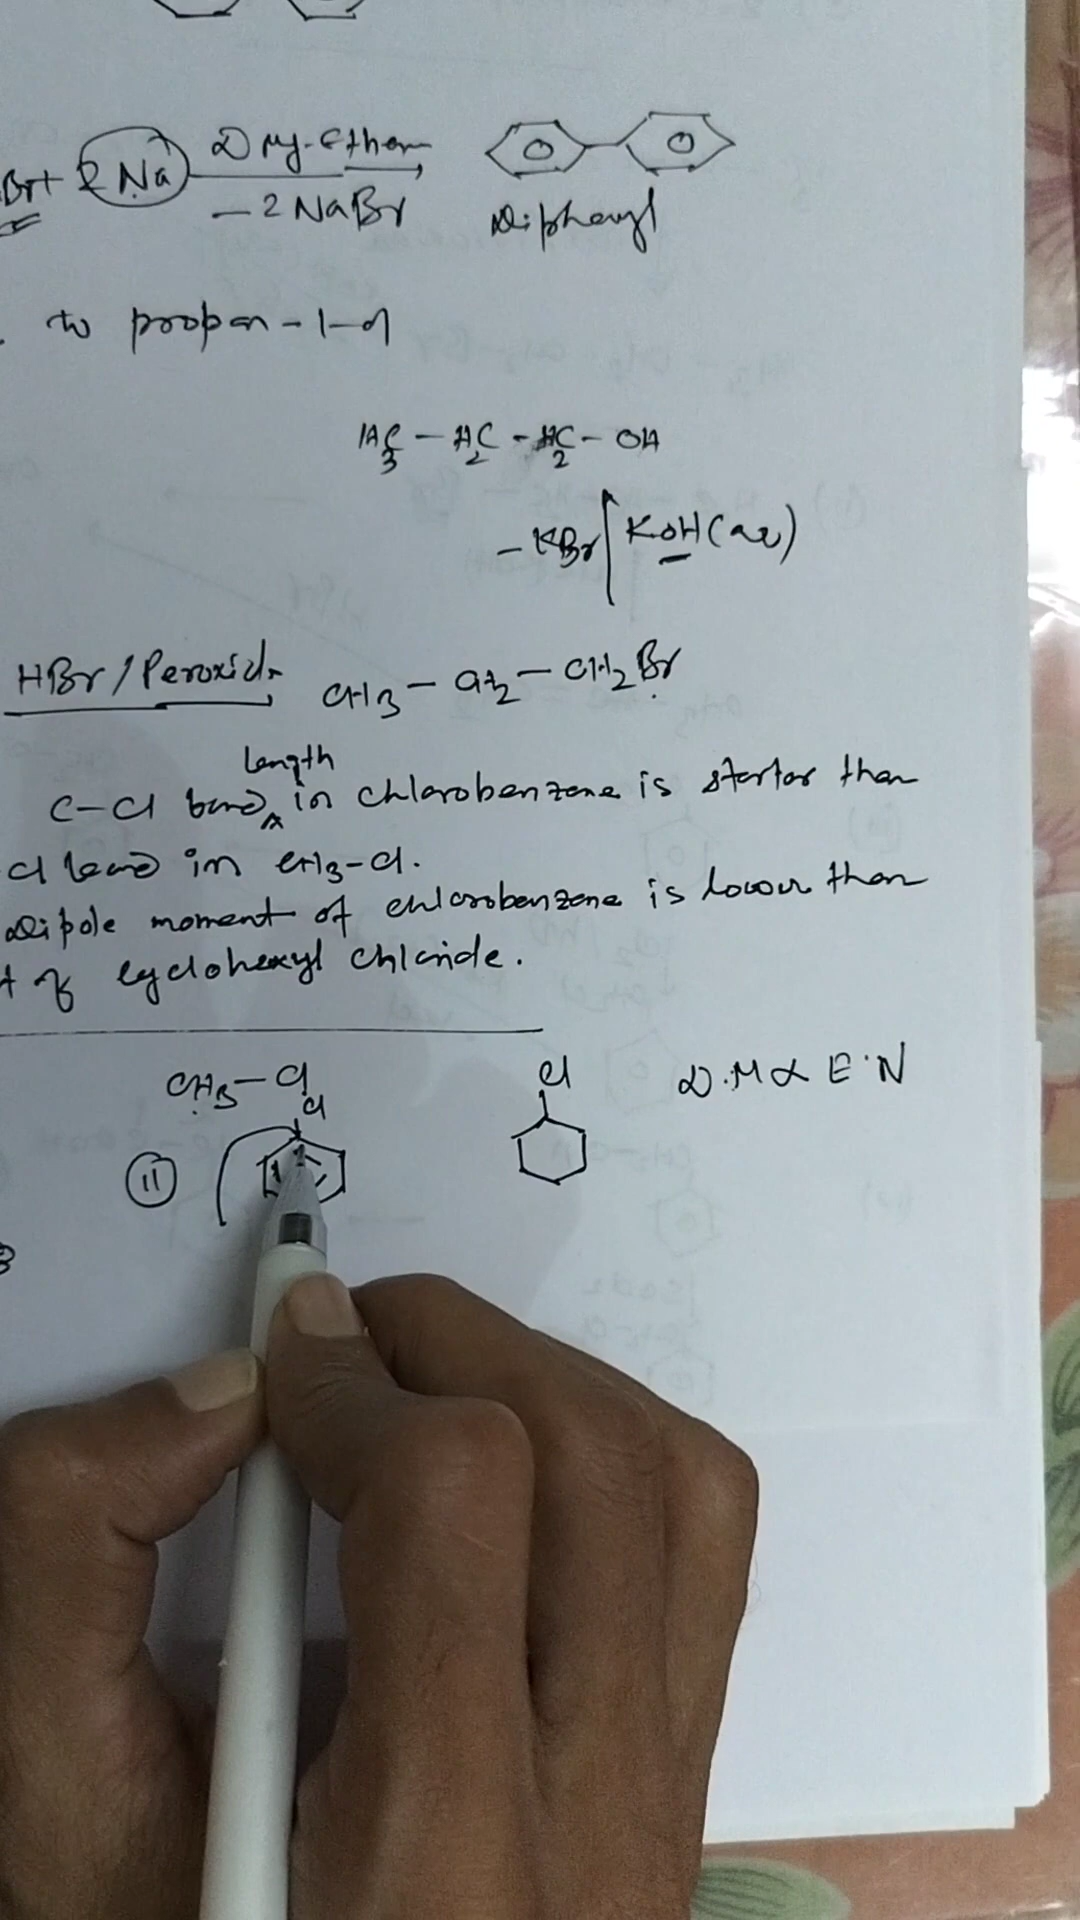 Br + 2Na Dry-Ether
- 2NaBr
Diphenyl
to propan-1-ol
H3C - H2C - H2C - OH
- KBr | KOH(aq)
HBr / Peroxide CH3 - CH2 - CH2Br
length
C-Cl bond in chlorobenzene is shorter than
Cl bond in CH3-Cl.
Dipole moment of chlorobenzene is lower than
of cyclohexyl chloride.
CH3-Cl Cl D.M ∝ E.N
Cl
(ii)